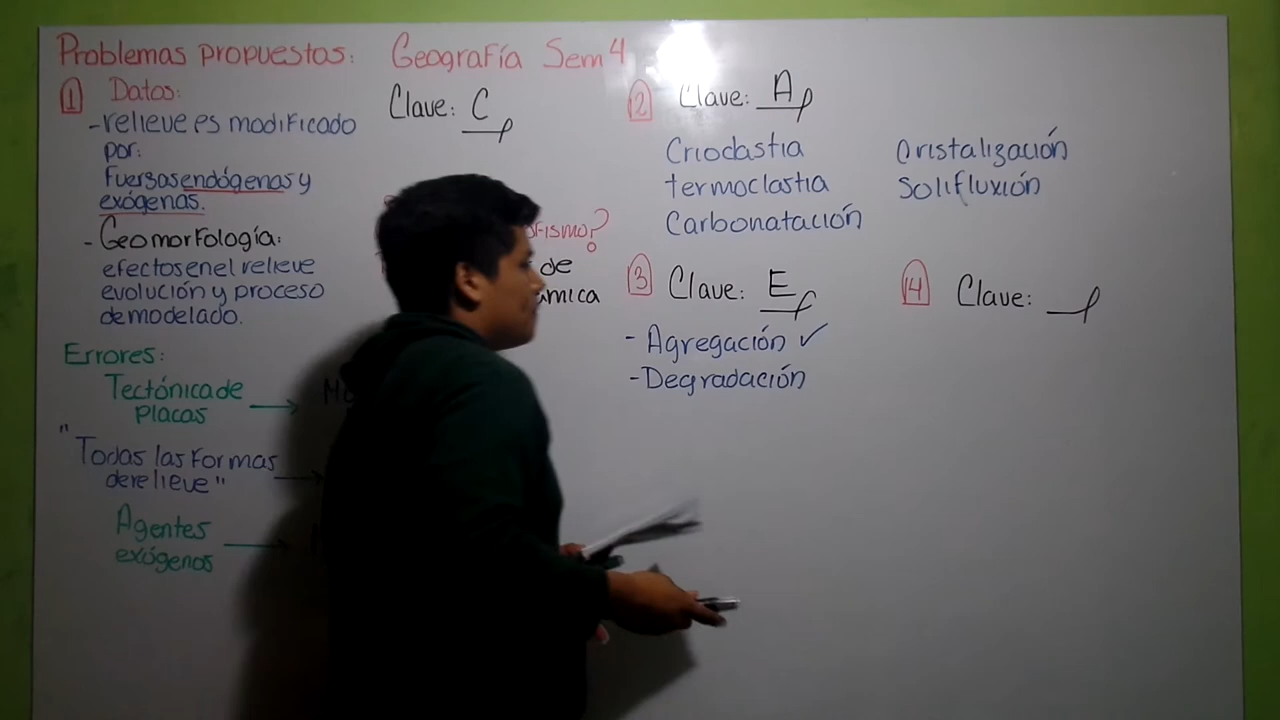 Problemas propuestos: Geografía Sem 4
1 Datos:
-relieve es modificado
por:
fuerzas endógenas y
exógenas.
- Geomorfología:
efectos en el relieve
evolución y proceso
de modelado.
Errores:
Tectónica de
placas
"Todas las Formas
de relieve"
Agentes
exógenos
Clave: C
de
2 Clave: A
Crioclastia
termoclastia
Carbonatación
Cristalización
Solifluxión
3 Clave: E
- Agregación ✓
- Degradación
4 Clave: